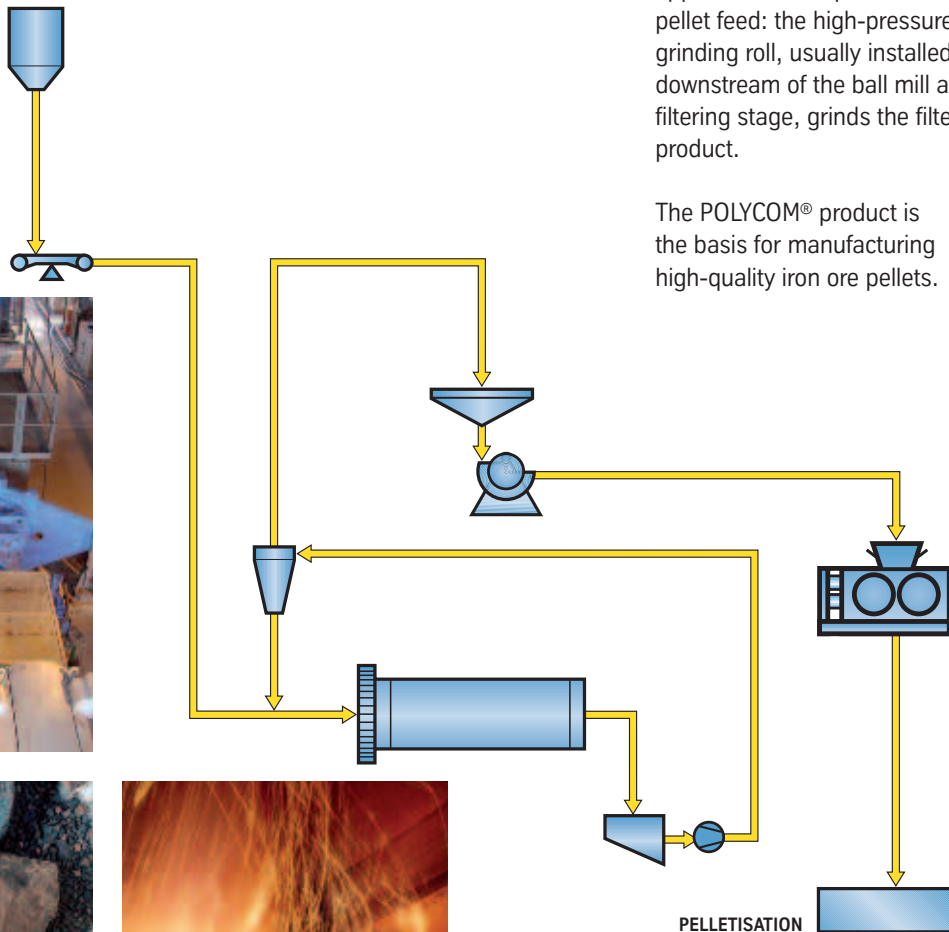 pellet feed: the high-pressure
grinding roll, usually installed
downstream of the ball mill a
filtering stage, grinds the filte
product.
The POLYCOM® product is
the basis for manufacturing
high-quality iron ore pellets.
PELLETISATION